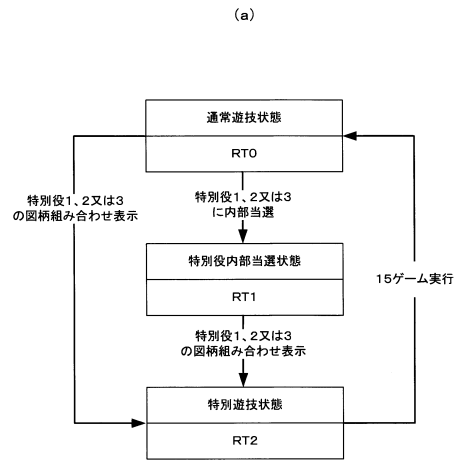 (a)
通常遊技状態
RT0
特別役1、2又は3
の図柄組み合わせ表示
特別役1、2又は3
に内部当選
特別役内部当選状態
RT1
15ゲーム実行
特別役1、2又は3
の図柄組み合わせ表示
特別遊技状態
RT2